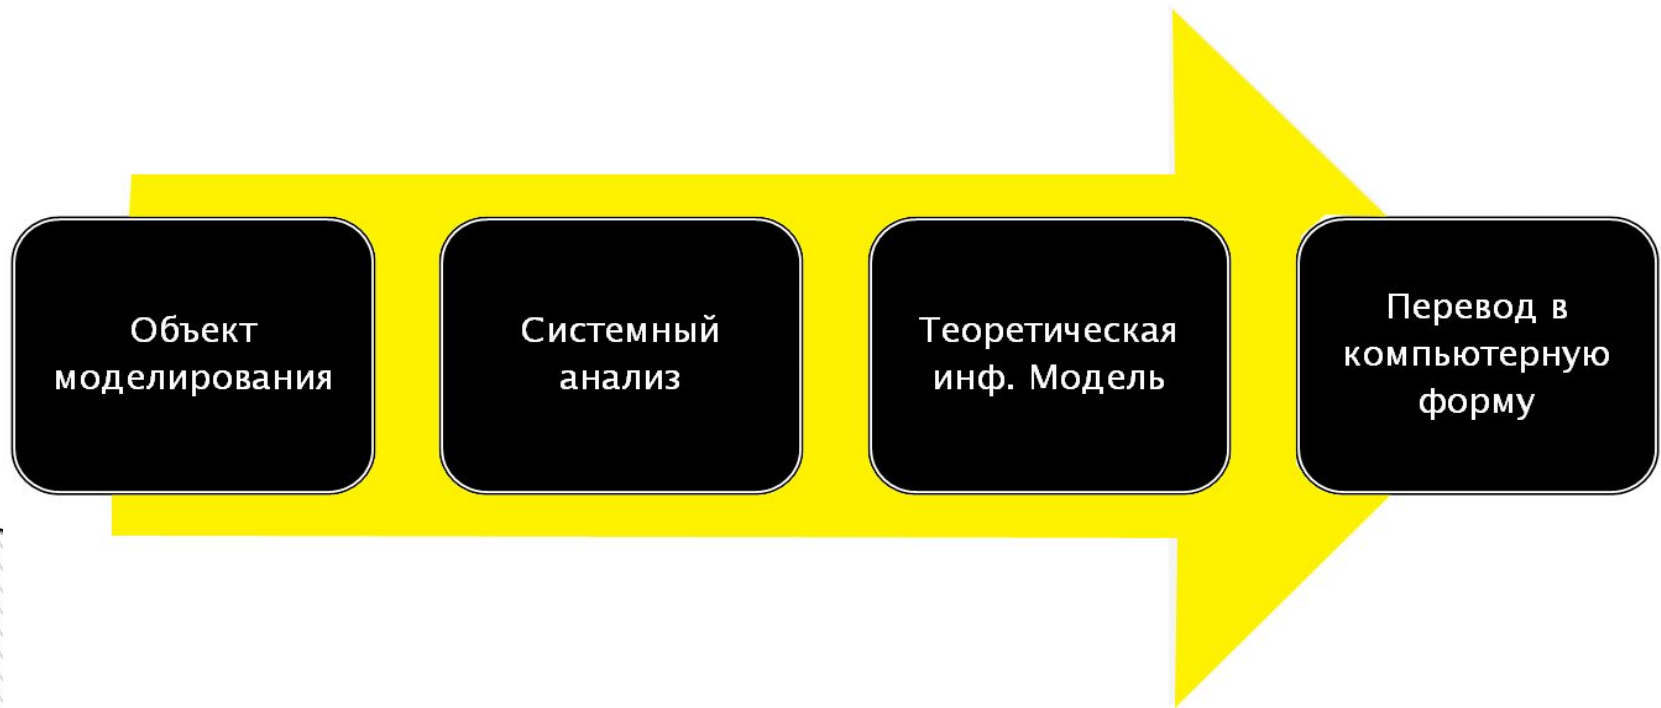 Объект
моделирования
Системный
анализ
Теоретическая
инф. Модель
Перевод в
компьютерную
форму